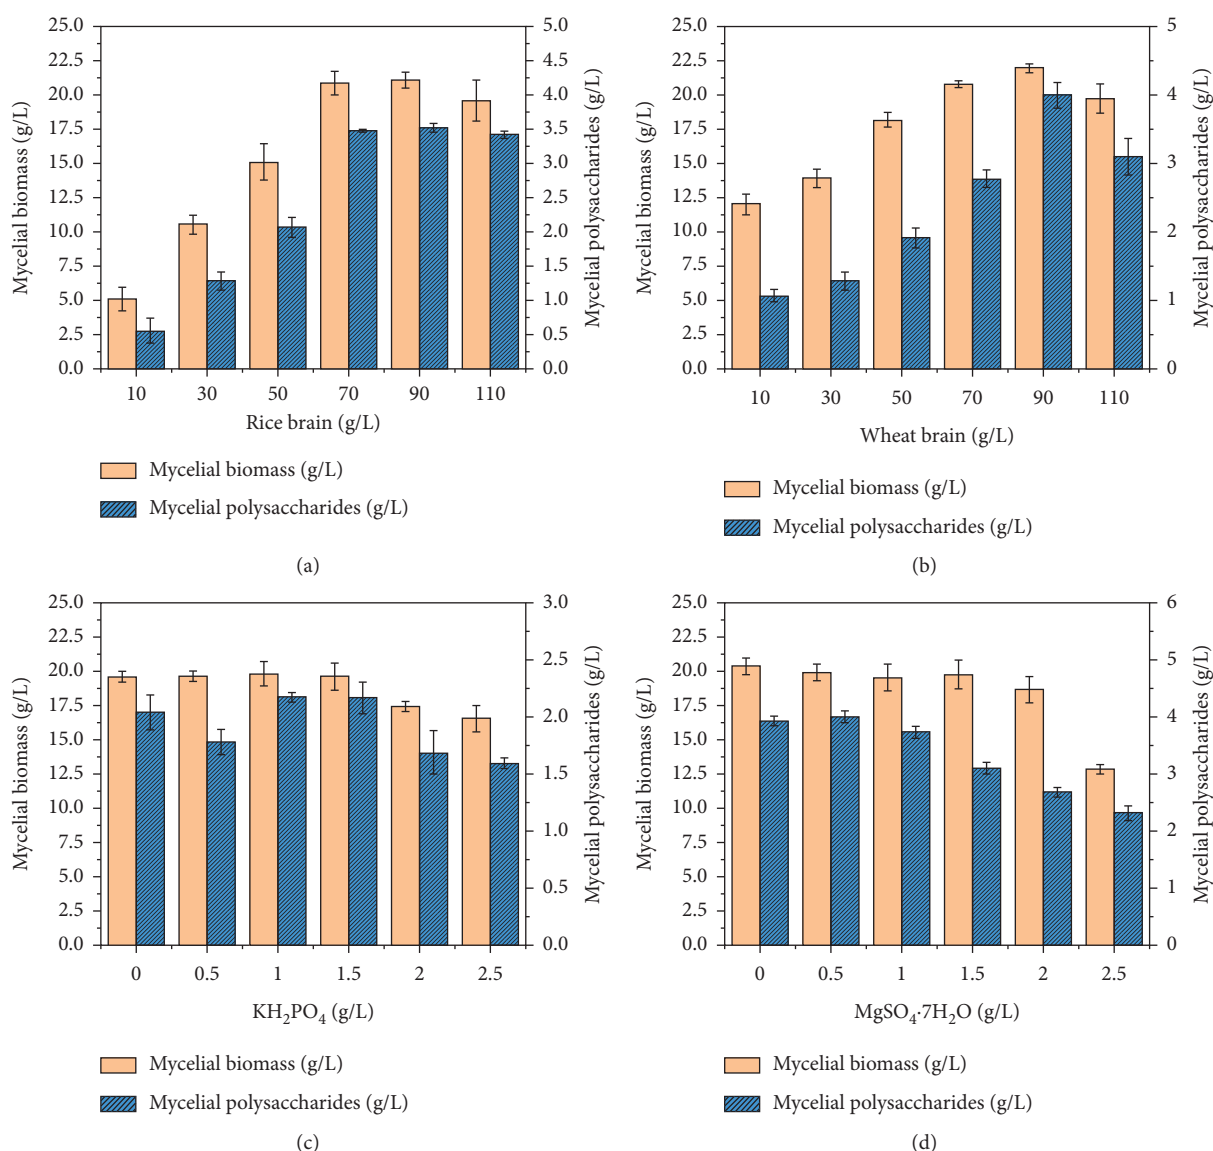 25.0
22.5
20.0
17.5
15.0
12.5
10.0
7.5
5.0
2.5
0.0
Mycelial biomass (g/L)
5.0
4.5
4.0
3.5
3.0
2.5
2.0
1.5
1.0
0.5
0.0
Mycelial polysaccharides (g/L)
10 30 50 70 90 110
Rice brain (g/L)
Mycelial biomass (g/L)
Mycelial polysaccharides (g/L)
(a)
25.0
22.5
20.0
17.5
15.0
12.5
10.0
7.5
5.0
2.5
0.0
Mycelial biomass (g/L)
5
4
3
2
1
0
Mycelial polysaccharides (g/L)
10 30 50 70 90 110
Wheat brain (g/L)
Mycelial biomass (g/L)
Mycelial polysaccharides (g/L)
(b)
25.0
22.5
20.0
17.5
15.0
12.5
10.0
7.5
5.0
2.5
0.0
Mycelial biomass (g/L)
3.0
2.5
2.0
1.5
1.0
0.5
0.0
Mycelial polysaccharides (g/L)
0 0.5 1 1.5 2 2.5
KH₂PO₄ (g/L)
Mycelial biomass (g/L)
Mycelial polysaccharides (g/L)
(c)
25.0
22.5
20.0
17.5
15.0
12.5
10.0
7.5
5.0
2.5
0.0
Mycelial biomass (g/L)
6
5
4
3
2
1
0
Mycelial polysaccharides (g/L)
0 0.5 1 1.5 2 2.5
MgSO₄·7H₂O (g/L)
Mycelial biomass (g/L)
Mycelial polysaccharides (g/L)
(d)